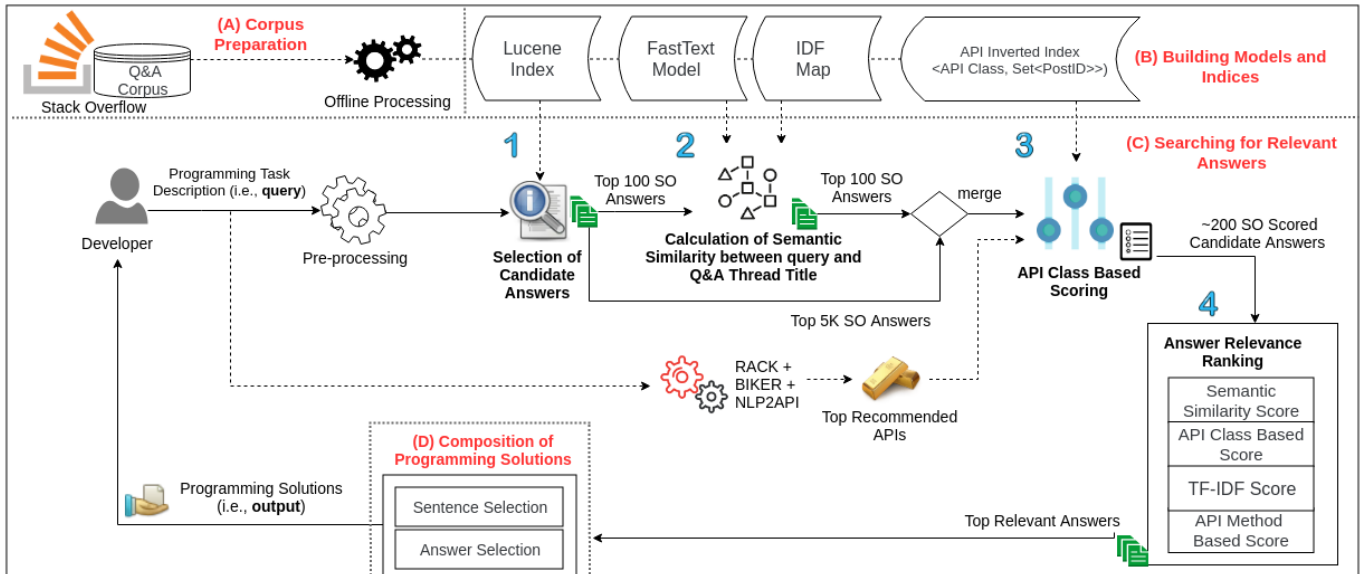 (A) Corpus
Preparation
Q&A
Corpus
Stack Overflow
Offline Processing
Lucene
Index
FastText
Model
IDF
Map
API Inverted Index
<API Class, Set<PostID>>)
(B) Building Models and
Indices
1
2
3
(C) Searching for Relevant
Answers
Programming Task
Description (i.e., query)
Developer
Pre-processing
Selection of
Candidate
Answers
Top 100 SO
Answers
Calculation of Semantic
Similarity between query and
Q&A Thread Title
Top 100 SO
Answers
merge
Top 5K SO Answers
API Class Based
Scoring
~200 SO Scored
Candidate Answers
4
RACK +
BIKER +
NLP2API
Top Recommended
APIs
Answer Relevance
Ranking
Semantic
Similarity Score
API Class Based
Score
TF-IDF Score
API Method
Based Score
Top Relevant Answers
(D) Composition of
Programming Solutions
Sentence Selection
Answer Selection
Programming Solutions
(i.e., output)